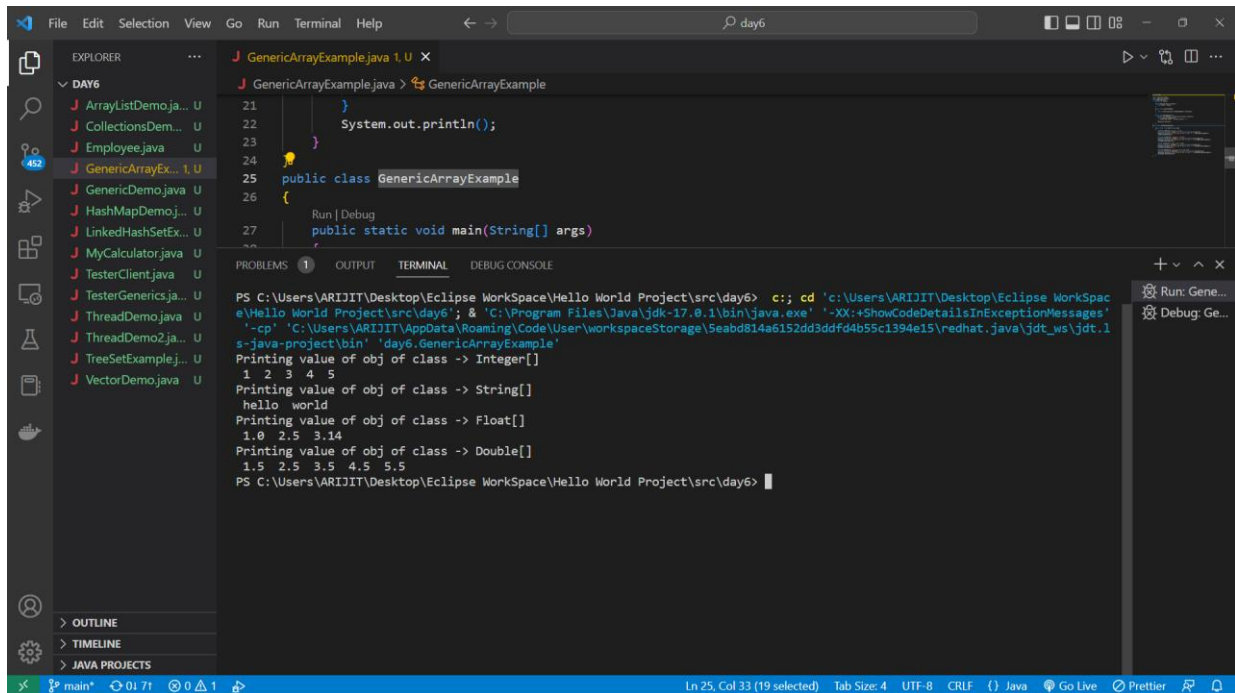 File Edit Selection View Go Run Terminal Help
day6
EXPLORER
DAY6
ArrayListDemo.ja... U
CollectionsDem... U
Employee.java U
GenericArrayEx... 1, U
GenericDemo.java U
HashMapDemo.j... U
LinkedHashSetEx... U
MyCalculator.java U
TesterClient.java U
TesterGenerics.ja... U
ThreadDemo.java U
ThreadDemo2.ja... U
TreeSetExample.j... U
VectorDemo.java U
OUTLINE
TIMELINE
JAVA PROJECTS
452
J GenericArrayExample.java 1, U
J GenericArrayExample.java > GenericArrayExample
21 }
22 System.out.println();
23 }
24 }
25 public class GenericArrayExample
26 {
Run | Debug
27 public static void main(String[] args)
28 {
PROBLEMS 1 OUTPUT TERMINAL DEBUG CONSOLE
PS C:\Users\ARIJIT\Desktop\Eclipse WorkSpace\Hello World Project\src\day6> c:; cd 'c:\Users\ARIJIT\Desktop\Eclipse WorkSpac
e\Hello World Project\src\day6'; & 'C:\Program Files\Java\jdk-17.0.1\bin\java.exe' '-XX:+ShowCodeDetailsInExceptionMessages'
'-cp' 'C:\Users\ARIJIT\AppData\Roaming\Code\User\workspaceStorage\5eabd814a6152dd3ddfd4b55c1394e15\redhat.java\jdt_ws\jdt.l
s-java-project\bin' 'day6.GenericArrayExample'
Printing value of obj of class -> Integer[]
1 2 3 4 5
Printing value of obj of class -> String[]
hello world
Printing value of obj of class -> Float[]
1.0 2.5 3.14
Printing value of obj of class -> Double[]
1.5 2.5 3.5 4.5 5.5
PS C:\Users\ARIJIT\Desktop\Eclipse WorkSpace\Hello World Project\src\day6>
Run: Gene...
Debug: Ge...
main* 0↓ 7↑ 0 1 Ln 25, Col 33 (19 selected) Tab Size: 4 UTF-8 CRLF {} Java Go Live Prettier